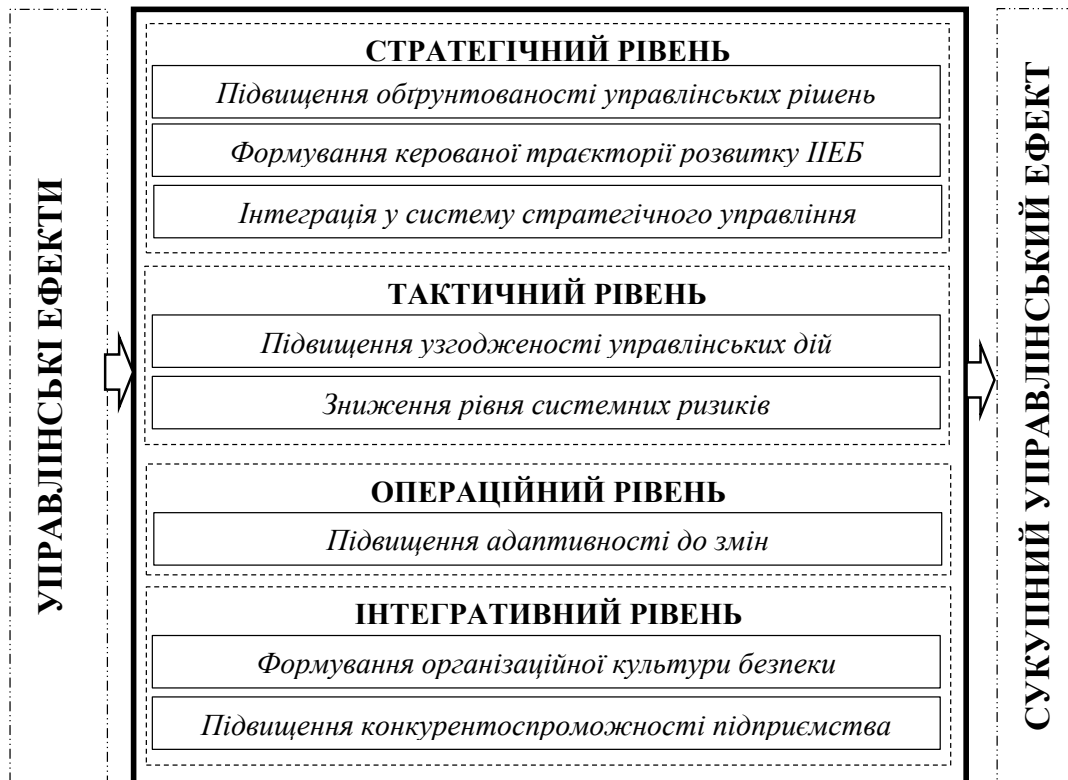 УПРАВЛІНСЬКІ ЕФЕКТИ
СТРАТЕГІЧНИЙ РІВЕНЬ
Підвищення обґрунтованості управлінських рішень
Формування керованої траєкторії розвитку ІІЕБ
Інтеграція у систему стратегічного управління
ТАКТИЧНИЙ РІВЕНЬ
Підвищення узгодженості управлінських дій
Зниження рівня системних ризиків
ОПЕРАЦІЙНИЙ РІВЕНЬ
Підвищення адаптивності до змін
ІНТЕГРАТИВНИЙ РІВЕНЬ
Формування організаційної культури безпеки
Підвищення конкурентоспроможності підприємства
СУКУПНИЙ УПРАВЛІНСЬКИЙ ЕФЕКТ